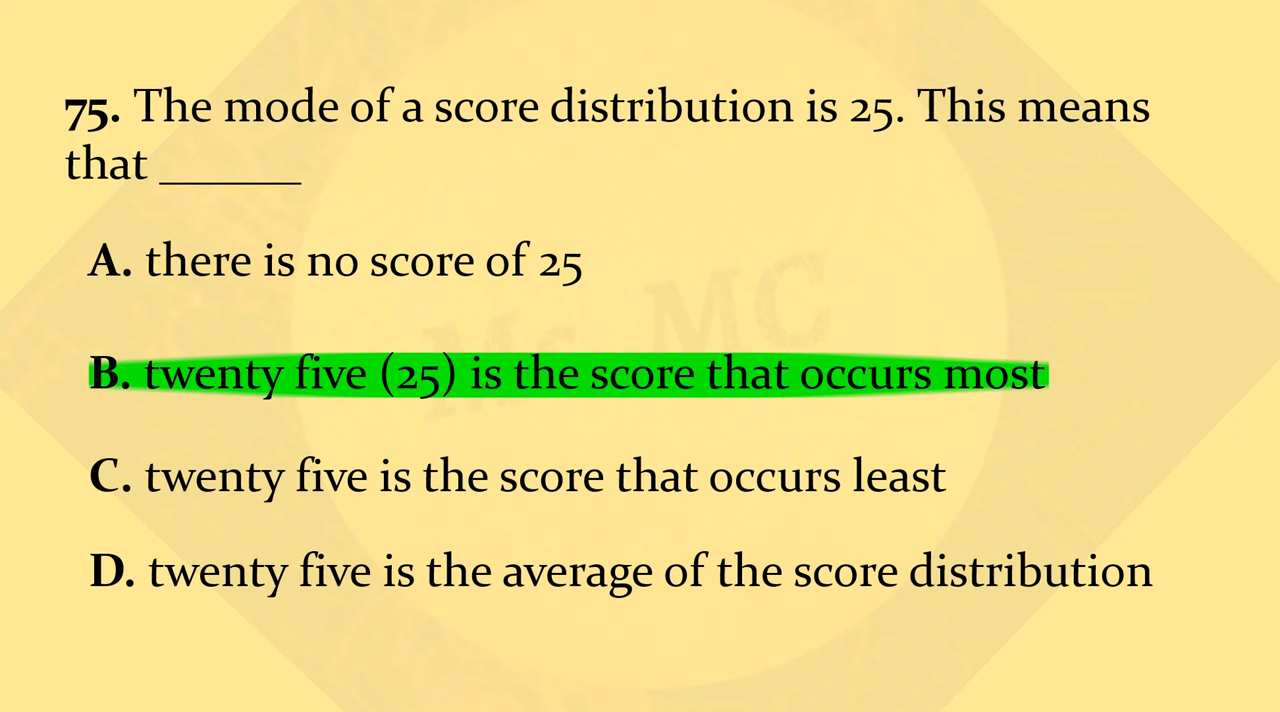 75. The mode of a score distribution is 25. This means
that ______
A. there is no score of 25
MC
B. twenty five (25) is the score that occurs most
C. twenty five is the score that occurs least
D. twenty five is the average of the score distribution